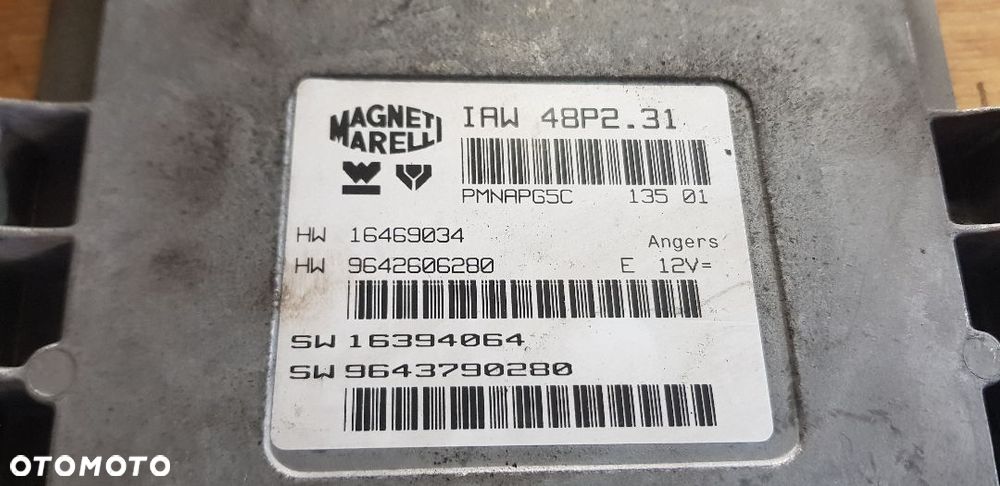 MAGNETI
MARELLI
IAW 48P2.31
PMNAPG5C 135 01
HW 16469034
Angers
HW 9642606280 E 12V=
SW 16394064
SW 9643790280
OTOMOTO